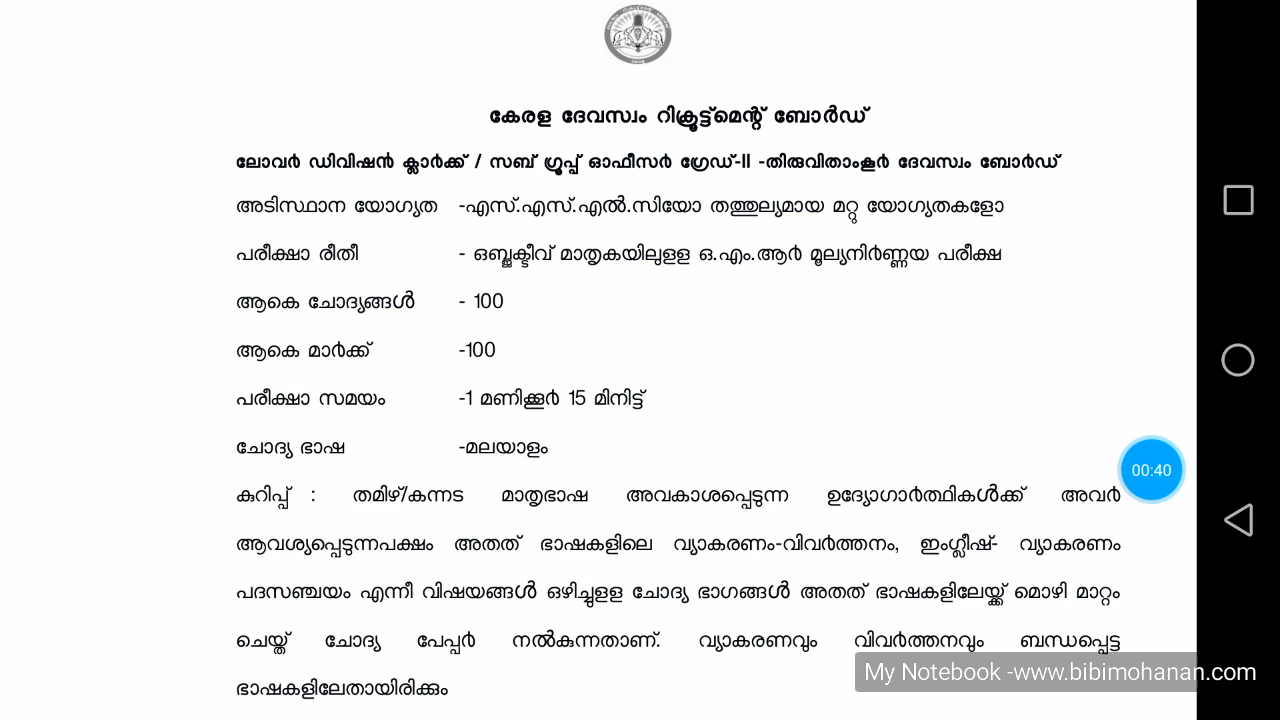 കേരള ദേവസ്വം റിക്രൂട്ട്മെന്റ് ബോർഡ്
ലോവർ ഡിവിഷൻ ക്ലാർക്ക് / സബ് ഗ്രൂപ്പ് ഓഫീസർ ഗ്രേഡ്-II -തിരുവിതാംകൂർ ദേവസ്വം ബോർഡ്
അടിസ്ഥാന യോഗ്യത -എസ്.എസ്.എൽ.സിയോ തത്തുല്യമായ മറ്റു യോഗ്യതകളോ
പരീക്ഷാ രീതീ - ഒബ്ജക്ടീവ് മാതൃകയിലുളള ഒ.എം.ആർ മൂല്യനിർണ്ണയ പരീക്ഷ
ആകെ ചോദ്യങ്ങൾ - 100
ആകെ മാർക്ക് -100
പരീക്ഷാ സമയം -1 മണിക്കൂർ 15 മിനിട്ട്
ചോദ്യ ഭാഷ -മലയാളം
കുറിപ്പ് : തമിഴ്/കന്നട മാതൃഭാഷ അവകാശപ്പെടുന്ന ഉദ്യോഗാർത്ഥികൾക്ക് അവർ
ആവശ്യപ്പെടുന്നപക്ഷം അതത് ഭാഷകളിലെ വ്യാകരണം-വിവർത്തനം, ഇംഗ്ലീഷ്- വ്യാകരണം
പദസഞ്ചയം എന്നീ വിഷയങ്ങൾ ഒഴിച്ചുളള ചോദ്യ ഭാഗങ്ങൾ അതത് ഭാഷകളിലേയ്ക്ക് മൊഴി മാറ്റം
ചെയ്ത് ചോദ്യ പേപ്പർ നൽകുന്നതാണ്. വ്യാകരണവും വിവർത്തനവും ബന്ധപ്പെട്ട
ഭാഷകളിലേതായിരിക്കും
00:40
My Notebook -www.bibimohanan.com